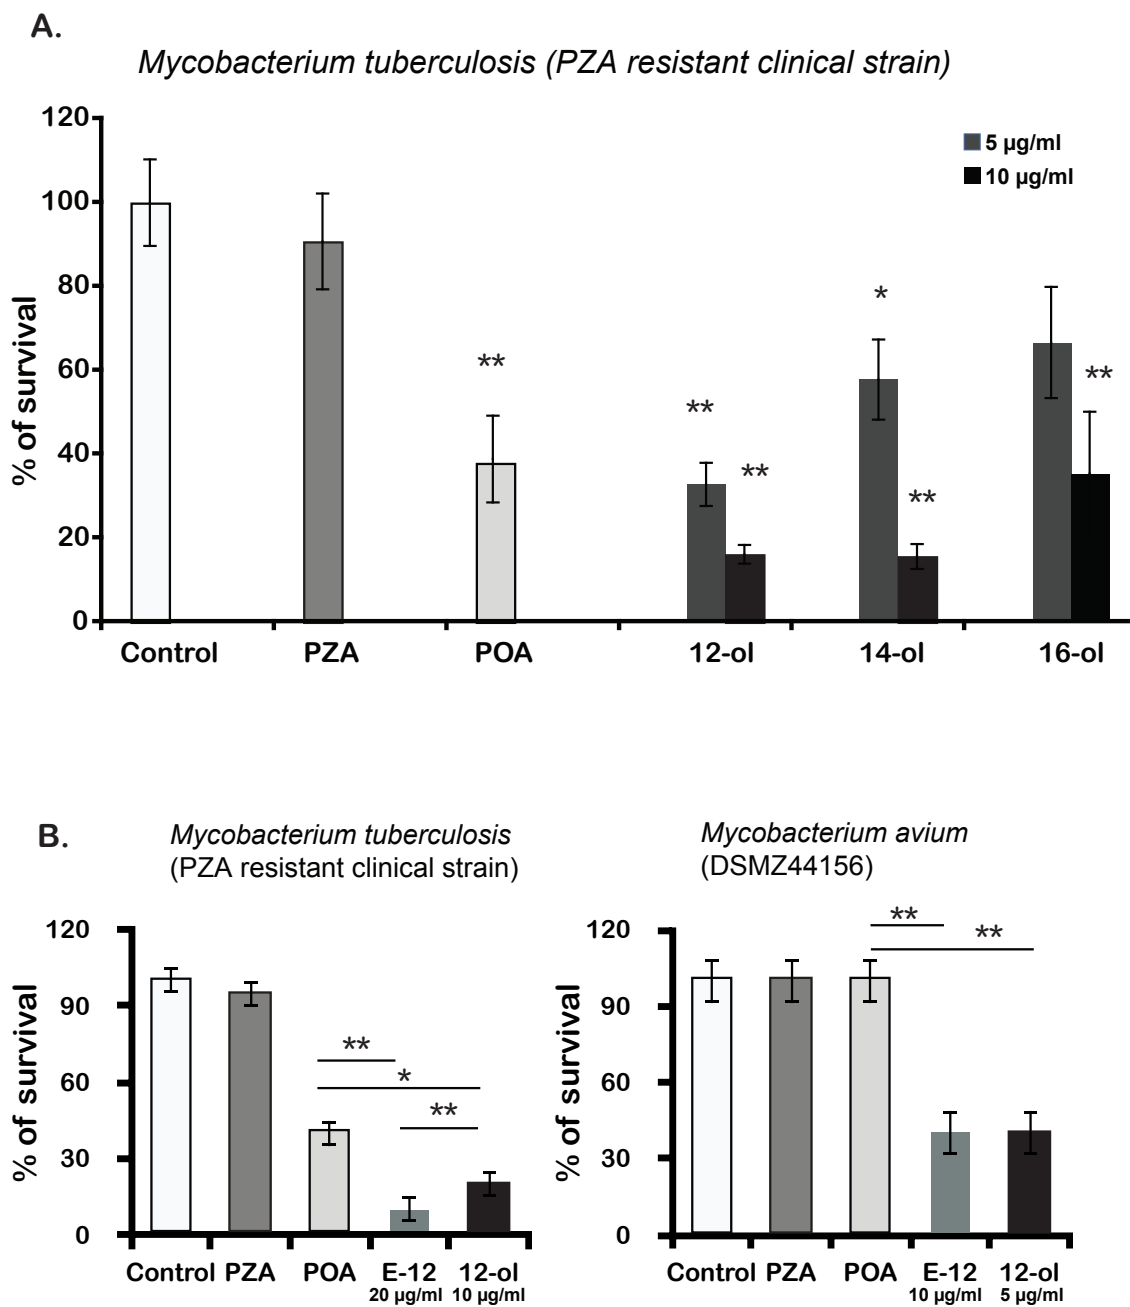 A.
Mycobacterium tuberculosis (PZA resistant clinical strain)
120
100
80
60
40
20
0
% of survival
5 µg/ml
10 µg/ml
**
**
**
*
**
**
Control PZA POA 12-ol 14-ol 16-ol
B.
Mycobacterium tuberculosis
(PZA resistant clinical strain)
120
90
60
30
0
% of survival
**
*
**
Control PZA POA E-12 12-ol
20 µg/ml 10 µg/ml
Mycobacterium avium
(DSMZ44156)
120
90
60
30
0
% of survival
**
**
Control PZA POA E-12 12-ol
10 µg/ml 5 µg/ml